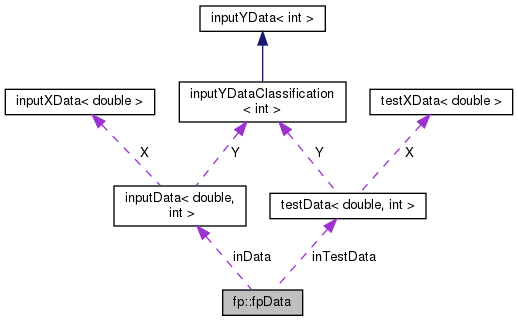 inputYData< int >
inputXData< double >
inputYDataClassification
< int >
testXData< double >
X
Y
Y
X
inputData< double,
int >
testData< double, int >
inData
inTestData
fp::fpData